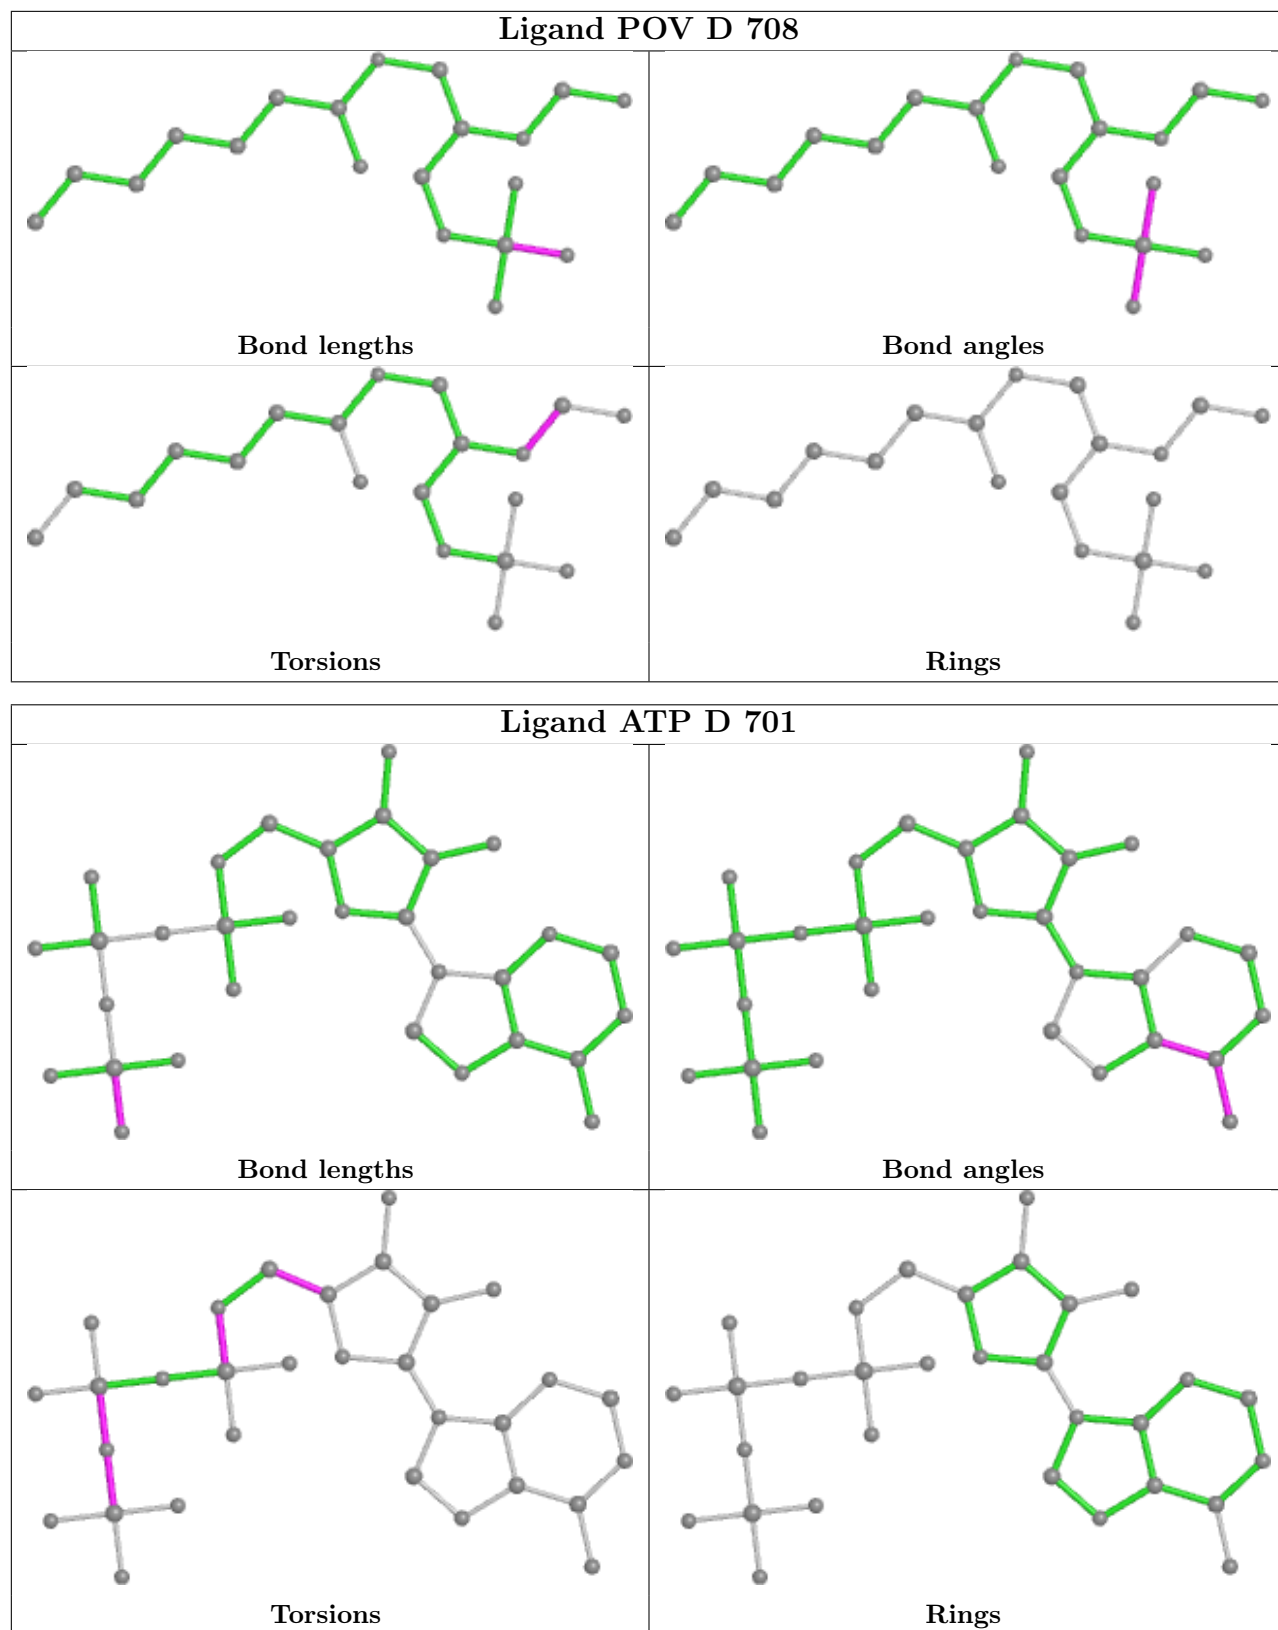 Ligand POV D 708
Bond lengths
Bond angles
Torsions
Rings
Ligand ATP D 701
Bond lengths
Bond angles
Torsions
Rings